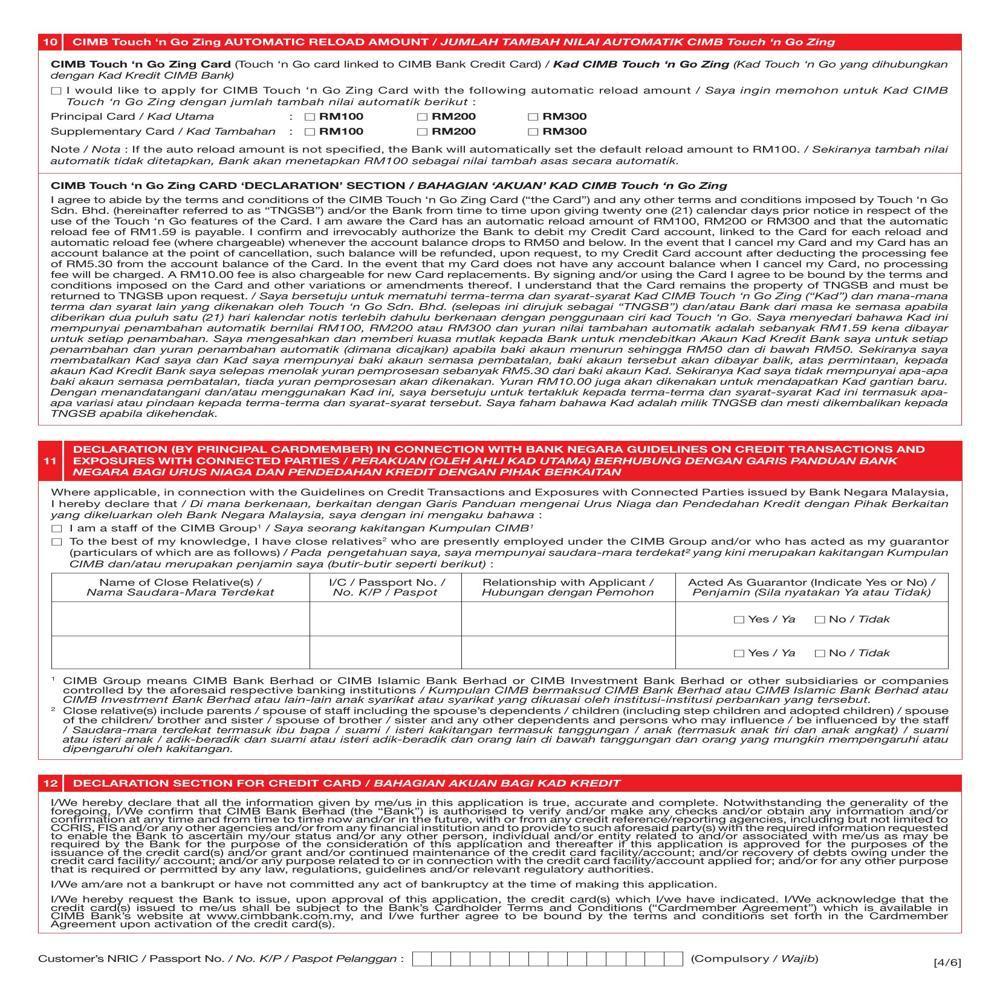 10 CIMB Touch ‘n Go Zing AUTOMATIC RELOAD AMOUNT / JUMLAH TAMBAH NILAI AUTOMATIK CIMB Touch ‘n Go Zing
CIMB Touch ‘n Go Zing Card (Touch ‘n Go card linked to CIMB Bank Credit Card) / Kad CIMB Touch ‘n Go Zing (Kad Touch ‘n Go yang dihubungkan
dengan Kad Kredit CIMB Bank)
☐ I would like to apply for CIMB Touch ‘n Go Zing Card with the following automatic reload amount / Saya ingin memohon untuk Kad CIMB
Touch ‘n Go Zing dengan jumlah tambah nilai automatik berikut :
Principal Card / Kad Utama : ☐ RM100 ☐ RM200 ☐ RM300
Supplementary Card / Kad Tambahan : ☐ RM100 ☐ RM200 ☐ RM300
Note / Nota : If the auto reload amount is not specified, the Bank will automatically set the default reload amount to RM100. / Sekiranya tambah nilai
automatik tidak ditetapkan, Bank akan menetapkan RM100 sebagai nilai tambah asas secara automatik.
CIMB Touch ‘n Go Zing CARD ‘DECLARATION’ SECTION / BAHAGIAN ‘AKUAN’ KAD CIMB Touch ‘n Go Zing
I agree to abide by the terms and conditions of the CIMB Touch ‘n Go Zing Card (“the Card”) and any other terms and conditions imposed by Touch ‘n Go
Sdn. Bhd. (hereinafter referred to as “TNGSB”) and/or the Bank from time to time upon giving twenty one (21) calendar days prior notice in respect of the
use of the Touch ‘n Go features of the Card. I am aware the Card has an automatic reload amount of RM100, RM200 or RM300 and that the automatic
reload fee of RM1.59 is payable. I confirm and irrevocably authorize the Bank to debit my Credit Card account, linked to the Card for each reload and
automatic reload fee (where chargeable) whenever the account balance drops to RM50 and below. In the event that I cancel my Card and my Card has an
account balance at the point of cancellation, such balance will be refunded, upon request, to my Credit Card account after deducting the processing fee
of RM5.30 from the account balance of the Card. In the event that my Card does not have any account balance when I cancel my Card, no processing
fee will be charged. A RM10.00 fee is also chargeable for new Card replacements. By signing and/or using the Card I agree to be bound by the terms and
conditions imposed on the Card and other variations or amendments thereof. I understand that the Card remains the property of TNGSB and must be
returned to TNGSB upon request. / Saya bersetuju untuk mematuhi terma-terma dan syarat-syarat Kad CIMB Touch ‘n Go Zing (“Kad”) dan mana-mana
terma dan syarat lain yang dikenakan oleh Touch ‘n Go Sdn. Bhd. (selepas ini dirujuk sebagai “TNGSB”) dan/atau Bank dari masa ke semasa apabila
diberikan dua puluh satu (21) hari kalendar notis terlebih dahulu berkenaan dengan penggunaan ciri kad Touch ‘n Go. Saya menyedari bahawa Kad ini
mempunyai penambahan automatik bernilai RM100, RM200 atau RM300 dan yuran nilai tambahan automatik adalah sebanyak RM1.59 kena dibayar
untuk setiap penambahan. Saya mengesahkan dan memberi kuasa mutlak kepada Bank untuk mendebitkan Akaun Kad Kredit Bank saya untuk setiap
penambahan dan yuran penambahan automatik (dimana dicajkan) apabila baki akaun menurun sehingga RM50 dan di bawah RM50. Sekiranya saya
membatalkan Kad saya dan Kad saya mempunyai baki akaun semasa pembatalan, baki akaun tersebut akan dibayar balik, atas permintaan, kepada
akaun Kad Kredit Bank saya selepas menolak yuran pemprosesan sebanyak RM5.30 dari baki akaun Kad. Sekiranya Kad saya tidak mempunyai apa-apa
baki akaun semasa pembatalan, tiada yuran pemprosesan akan dikenakan. Yuran RM10.00 juga akan dikenakan untuk mendapatkan Kad gantian baru.
Dengan menandatangani dan/atau menggunakan Kad ini, saya bersetuju untuk tertakluk kepada terma-terma dan syarat-syarat Kad ini termasuk apa-
apa variasi atau pindaan kepada terma-terma dan syarat-syarat tersebut. Saya faham bahawa Kad adalah milik TNGSB dan mesti dikembalikan kepada
TNGSB apabila dikehendak.
11 DECLARATION (BY PRINCIPAL CARDMEMBER) IN CONNECTION WITH BANK NEGARA GUIDELINES ON CREDIT TRANSACTIONS AND
EXPOSURES WITH CONNECTED PARTIES / PERAKUAN (OLEH AHLI KAD UTAMA) BERHUBUNG DENGAN GARIS PANDUAN BANK
NEGARA BAGI URUS NIAGA DAN PENDEDAHAN KREDIT DENGAN PIHAK BERKAITAN
Where applicable, in connection with the Guidelines on Credit Transactions and Exposures with Connected Parties issued by Bank Negara Malaysia,
I hereby declare that / Di mana berkenaan, berkaitan dengan Garis Panduan mengenai Urus Niaga dan Pendedahan Kredit dengan Pihak Berkaitan
yang dikeluarkan oleh Bank Negara Malaysia, saya dengan ini mengaku bahawa :
☐ I am a staff of the CIMB Group¹ / Saya seorang kakitangan Kumpulan CIMB¹
☐ To the best of my knowledge, I have close relatives² who are presently employed under the CIMB Group and/or who has acted as my guarantor
(particulars of which are as follows) / Pada pengetahuan saya, saya mempunyai saudara-mara terdekat² yang kini merupakan kakitangan Kumpulan
CIMB dan/atau merupakan penjamin saya (butir-butir seperti berikut) :
Name of Close Relative(s) / I/C / Passport No. / Relationship with Applicant / Acted As Guarantor (Indicate Yes or No) /
Nama Saudara-Mara Terdekat No. K/P / Paspot Hubungan dengan Pemohon Penjamin (Sila nyatakan Ya atau Tidak)
☐ Yes / Ya ☐ No / Tidak
☐ Yes / Ya ☐ No / Tidak
¹ CIMB Group means CIMB Bank Berhad or CIMB Islamic Bank Berhad or CIMB Investment Bank Berhad or other subsidiaries or companies
controlled by the aforesaid respective banking institutions / Kumpulan CIMB bermaksud CIMB Bank Berhad atau CIMB Islamic Bank Berhad atau
CIMB Investment Bank Berhad atau lain-lain anak syarikat atau syarikat yang dikuasai oleh institusi-institusi perbankan yang tersebut.
² Close relative(s) include parents / spouse of staff including the spouse’s dependents / children (including step children and adopted children) / spouse
of the children/ brother and sister / spouse of brother / sister and any other dependents and persons who may influence / be influenced by the staff
/ Saudara-mara terdekat termasuk ibu bapa / suami / isteri kakitangan termasuk tanggungan / anak (termasuk anak tiri dan anak angkat) / suami
atau isteri anak / adik-beradik dan suami atau isteri adik-beradik dan orang lain di bawah tanggungan dan orang yang mungkin mempengaruhi atau
dipengaruhi oleh kakitangan.
12 DECLARATION SECTION FOR CREDIT CARD / BAHAGIAN AKUAN BAGI KAD KREDIT
I/We hereby declare that all the information given by me/us in this application is true, accurate and complete. Notwithstanding the generality of the
foregoing, I/We confirm that CIMB Bank Berhad (the “Bank”) is authorised to verify and/or make any checks and/or obtain any information and/or
confirmation at any time and from time to time now and/or in the future, with or from any credit reference/reporting agencies, including but not limited to
CCRIS, FIS and/or any other agencies and/or from any financial institution and to provide to such aforesaid party(s) with the required information requested
to enable the Bank to ascertain my/our status and/or any other person, individual and/or entity related to and/or associated with me/us as may be
required by the Bank for the purpose of the consideration of this application and thereafter if this application is approved for the purposes of the
issuance of the credit card(s) and/or grant and/or continued maintenance of the credit card facility/account; and/or recovery of debts owing under the
credit card facility/ account; and/or any purpose related to or in connection with the credit card facility/account applied for; and/or for any other purpose
that is required or permitted by any law, regulations, guidelines and/or relevant regulatory authorities.
I/We am/are not a bankrupt or have not committed any act of bankruptcy at the time of making this application.
I/We hereby request the Bank to issue, upon approval of this application, the credit card(s) which I/we have indicated. I/We acknowledge that the
credit card(s) issued to me/us shall be subject to the Bank’s Cardholder Terms and Conditions (“Cardmember Agreement”) which is available in
CIMB Bank’s website at www.cimbbank.com.my, and I/we further agree to be bound by the terms and conditions set forth in the Cardmember
Agreement upon activation of the credit card(s).
Customer’s NRIC / Passport No. / No. K/P / Paspot Pelanggan : (Compulsory / Wajib)
[4/6]